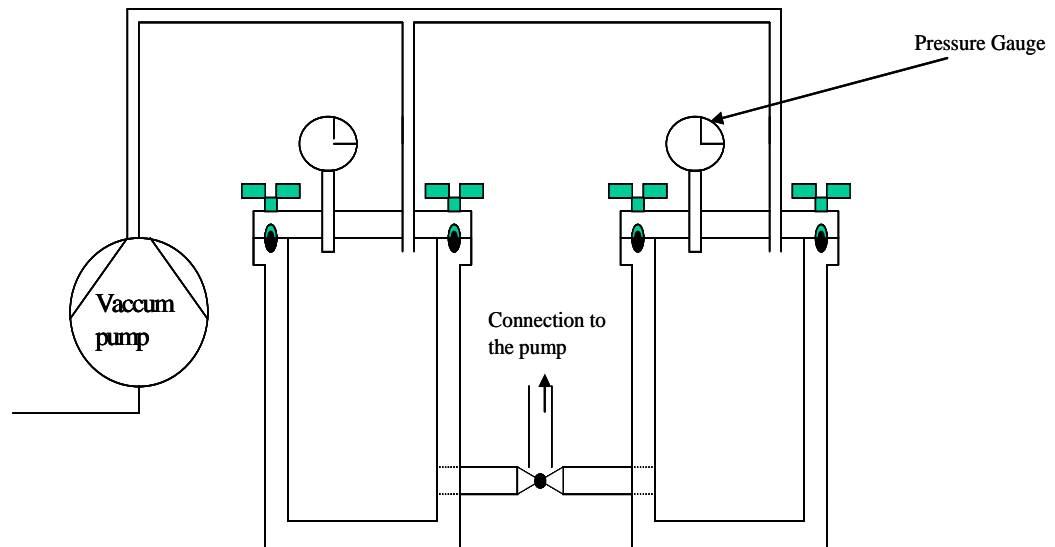 Pressure Gauge
Vaccum
pump
Connection to
the pump